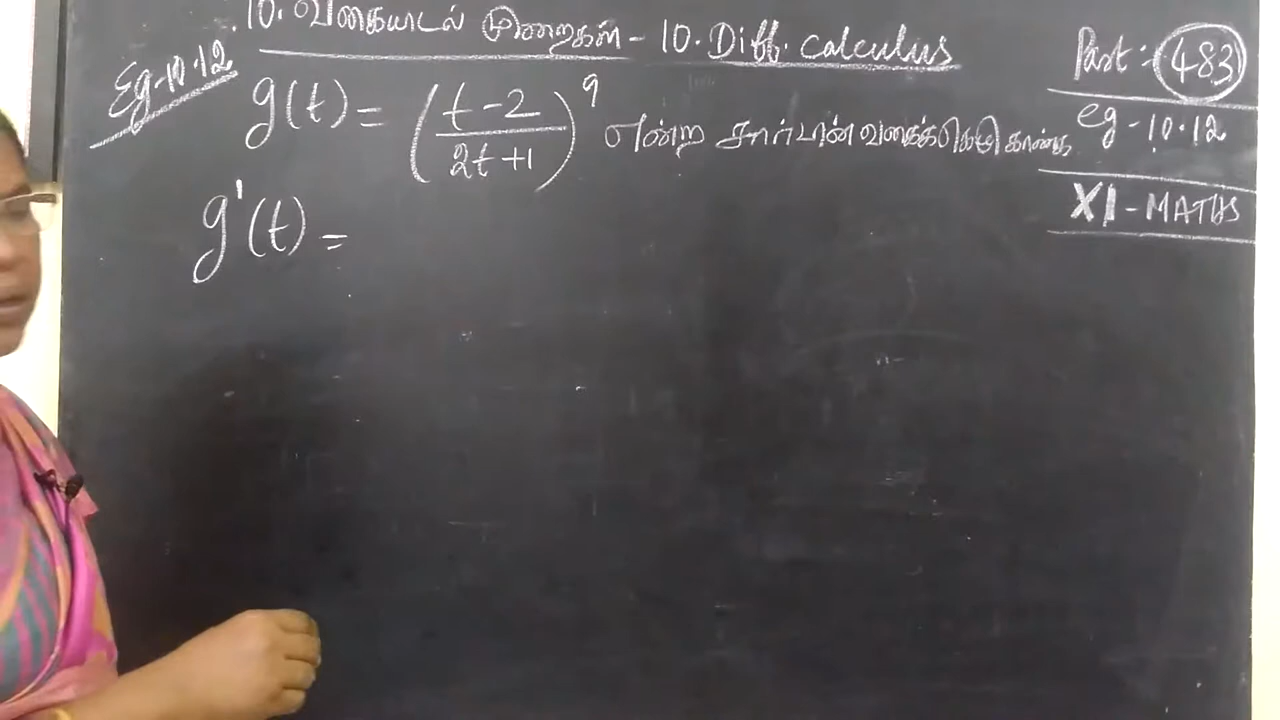 10. வகையிடல் முறைகள் - 10. Diff. calculus
Part: 483
Eg-10.12
g(t) = (t-2 / 2t+1)^9 என்ற சார்பின் வகைக்கெழு காண்க
eg-10.12
XI-MATHS
g'(t) =